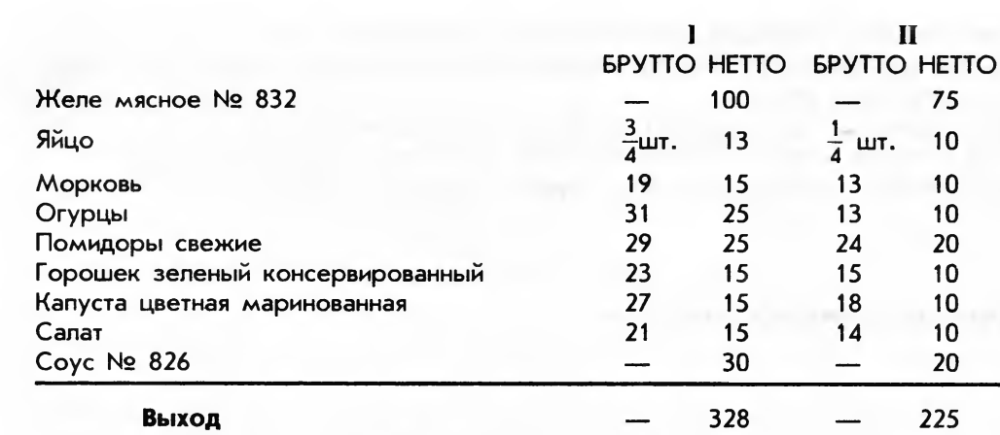 I II
БРУТТО НЕТТО БРУТТО НЕТТО
Желе мясное № 832 — 100 — 75
Яйцо 3/4 шт. 13 1/4 шт. 10
Морковь 19 15 13 10
Огурцы 31 25 13 10
Помидоры свежие 29 25 24 20
Горошек зеленый консервированный 23 15 15 10
Капуста цветная маринованная 27 15 18 10
Салат 21 15 14 10
Соус № 826 — 30 — 20
Выход — 328 — 225